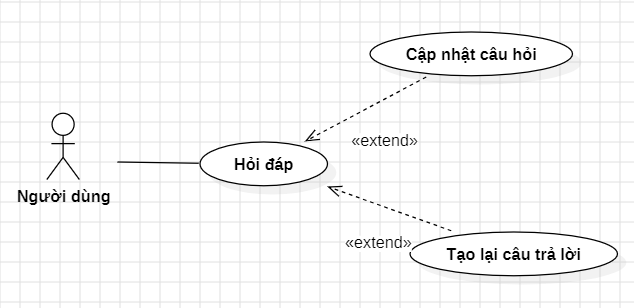 Cập nhật câu hỏi
«extend»
Hỏi đáp
Người dùng
«extend»
Tạo lại câu trả lời